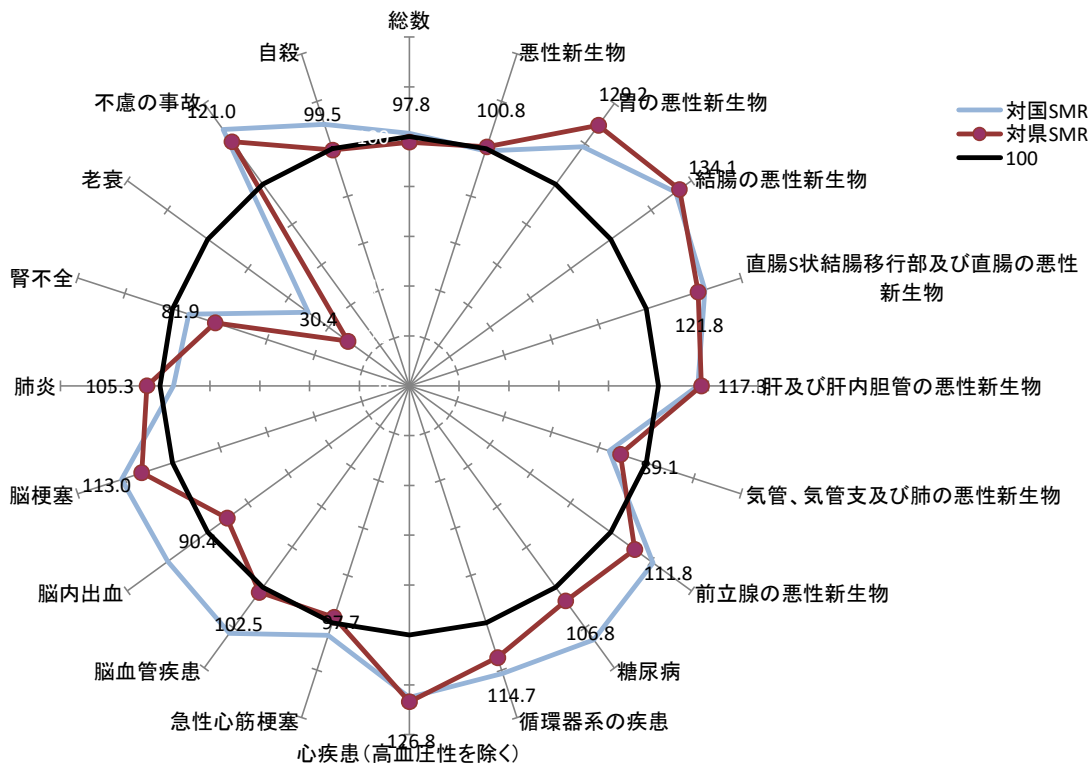 総数
97.8
悪性新生物
100.8
129.2
胃の悪性新生物
134.1
結腸の悪性新生物
直腸S状結腸移行部及び直腸の悪性
新生物
121.8
117.3
肝及び肝内胆管の悪性新生物
89.1
気管、気管支及び肺の悪性新生物
111.8
前立腺の悪性新生物
106.8
糖尿病
114.7
循環器系の疾患
126.8
心疾患(高血圧性を除く)
97.7
急性心筋梗塞
102.5
脳血管疾患
90.4
脳内出血
113.0
脳梗塞
105.3
肺炎
81.9
腎不全
30.4
老衰
121.0
不慮の事故
99.5
自殺
100
対国SMR
対県SMR
100